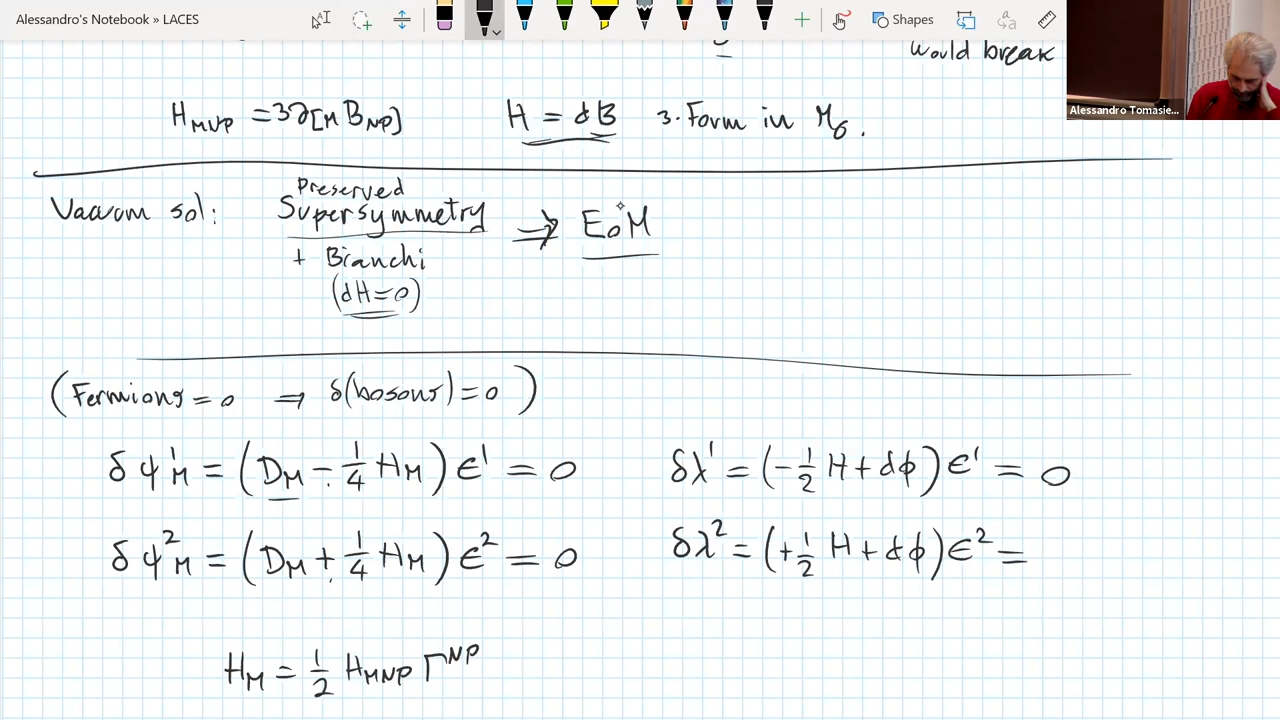 Alessandro's Notebook » LACES
Shapes
would break
Alessandro Tomasie...
H_MNP = 3∂[M B_NP] H = dB 3-Form in M₆.
Vacuum sol: Preserved
Supersymmetry ⇒ EoM
+ Bianchi
(dH=0)
(Fermions = 0 ⇒ δ(bosons) = 0)
δψ¹_M = (D_M - 1/4 H_M) ε¹ = 0 δλ¹ = (-1/2 H + dϕ) ε¹ = 0
δψ²_M = (D_M + 1/4 H_M) ε² = 0 δλ² = (+1/2 H + dϕ) ε² =
H_M = 1/2 H_MNP Γ^NP